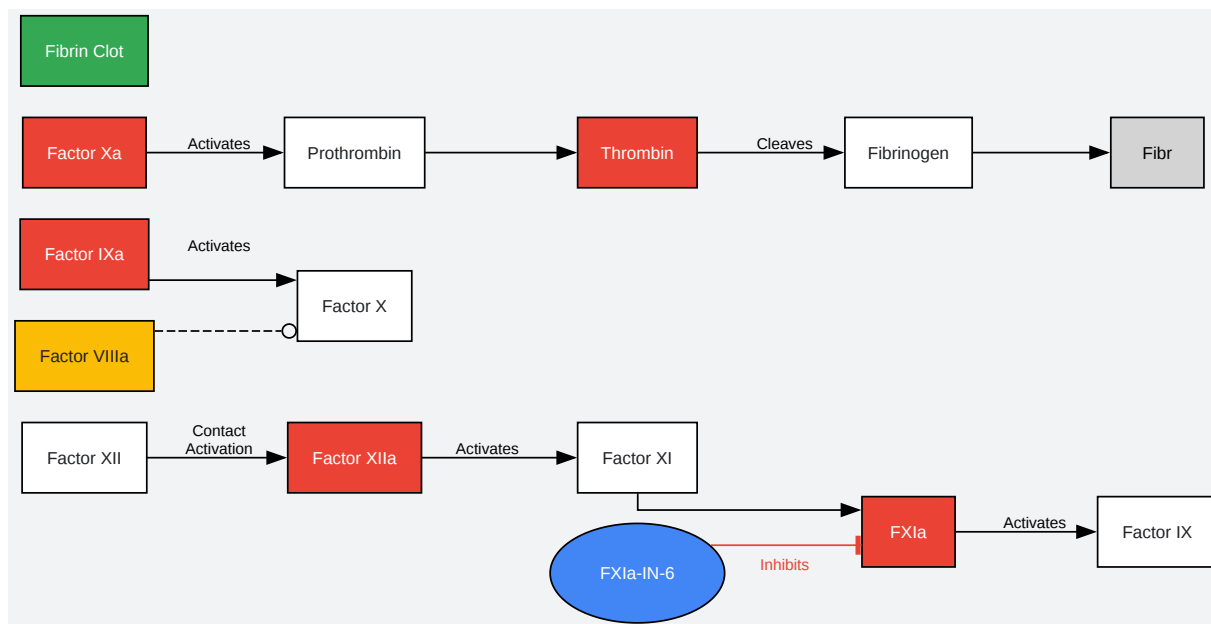 Fibrin Clot
Factor Xa
Activates
Prothrombin
Thrombin
Cleaves
Fibrinogen
Fibr
Factor IXa
Activates
Factor X
Factor VIIIa
Factor XII
Contact
Activation
Factor XIIa
Activates
Factor XI
FXIa-IN-6
Inhibits
FXIa
Activates
Factor IX